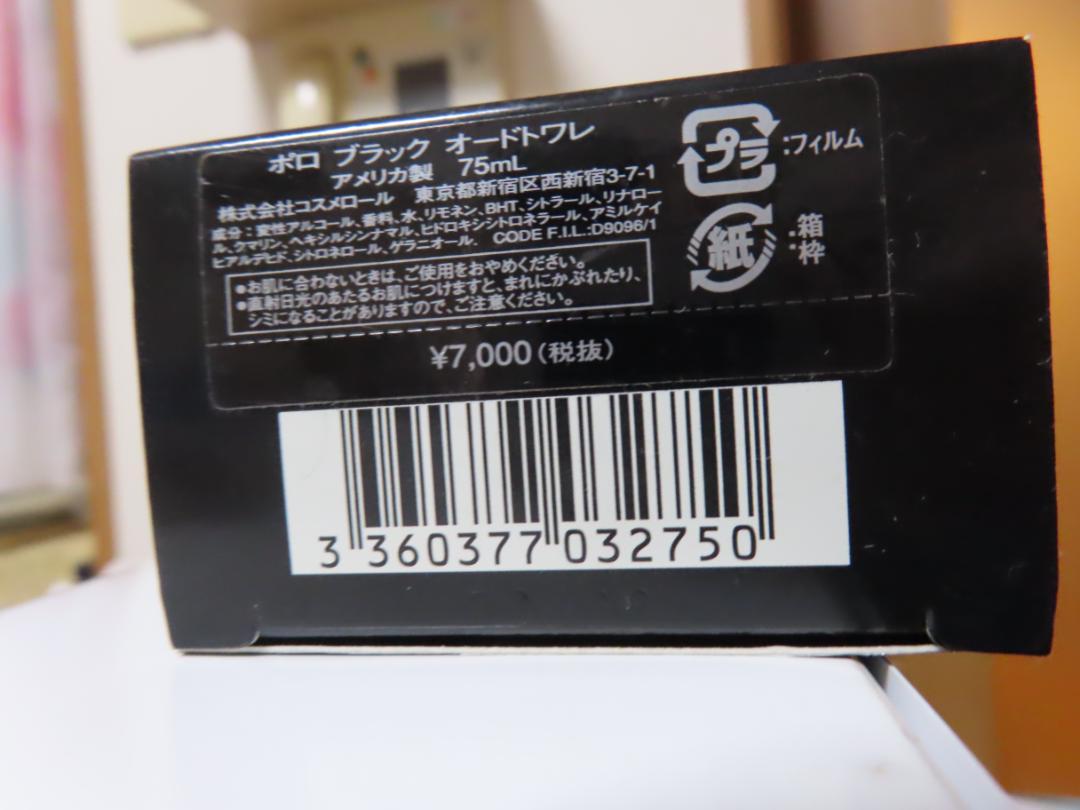 ポロ ブラック オードトワレ
アメリカ製 75mL
株式会社コスメロール 東京都新宿区西新宿3-7-1
成分：変性アルコール、香料、水、リモネン、BHT、シトラール、リナロー
ル、クマリン、ヘキシルシンナマル、ヒドロキシシトロネラール、アミルケイ
ヒアルデヒド、シトロネロール、ゲラニオール、 CODE F.I.L.:D9096/1
●お肌に合わないときは、ご使用をおやめください。
●直射日光のあたるお肌につけますと、まれにかぶれたり、
シミになることがありますので、ご注意ください。
プラ :フィルム
紙 :箱
枠
¥7,000(税抜)
3 360377 032750